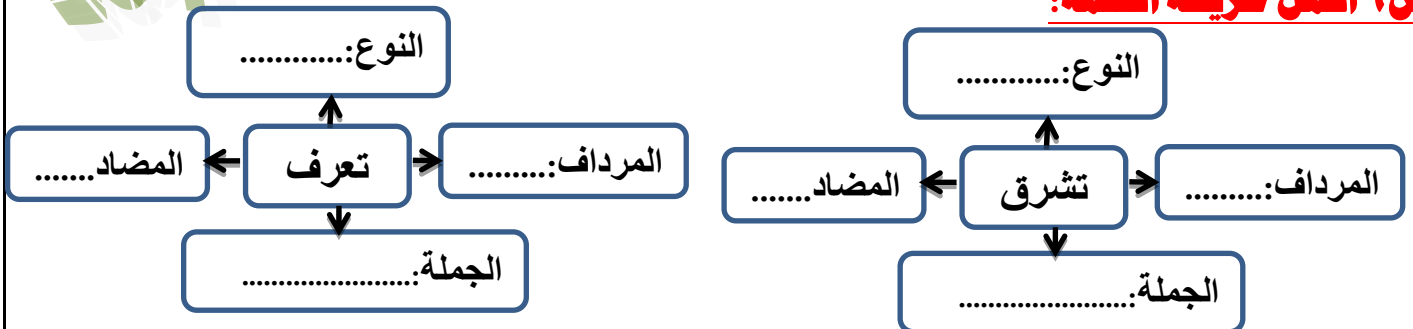 النوع:............
المرداف:.........
تشرق
المضاد.......
الجملة:.......................
النوع:............
المرداف:.........
تعرف
المضاد.......
الجملة:.......................